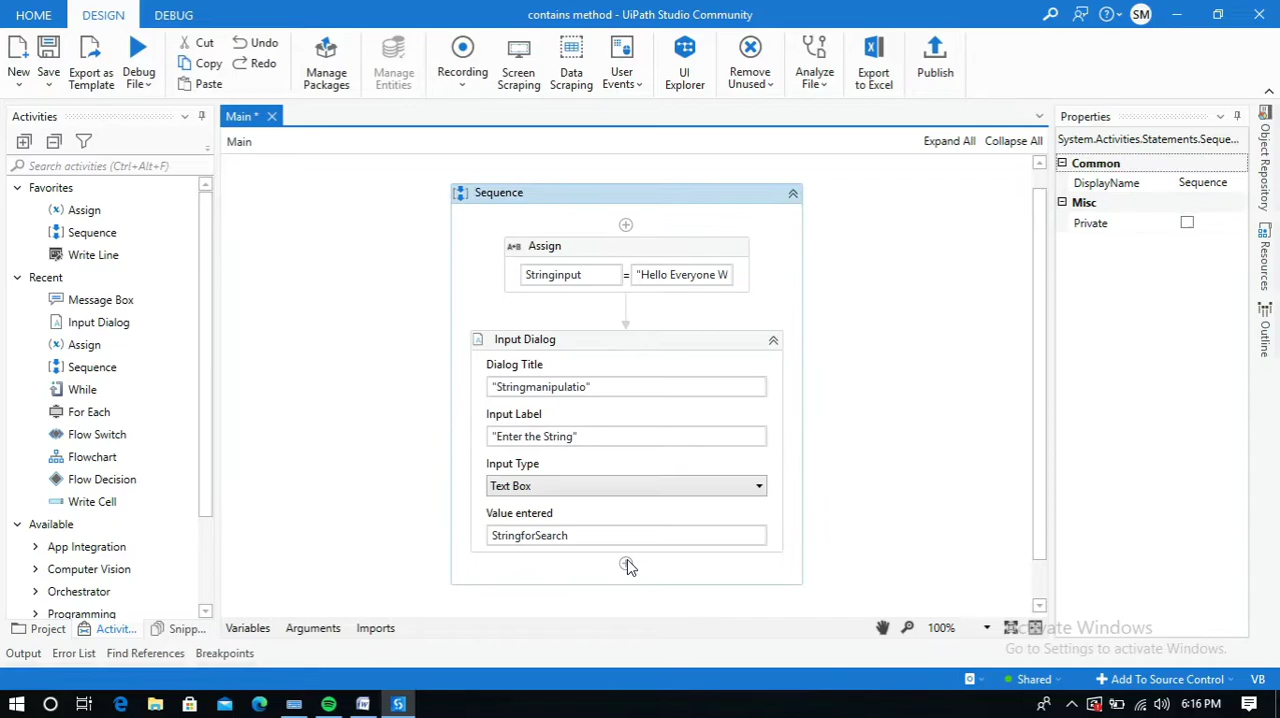 HOME DESIGN DEBUG contains method - UiPath Studio Community SM
New Save Export as Template Debug File Cut Copy Paste Undo Redo Manage Packages Manage Entities Recording Screen Scraping Data Scraping User Events UI Explorer Remove Unused Analyze File Export to Excel Publish
Activities
Search activities (Ctrl+Alt+F)
Favorites
Assign
Sequence
Write Line
Recent
Message Box
Input Dialog
Assign
Sequence
While
For Each
Flow Switch
Flowchart
Flow Decision
Write Cell
Available
App Integration
Computer Vision
Orchestrator
Programming
Project Activit... Snipp...
Main *
Main Expand All Collapse All
Sequence
A+B Assign
Stringinput = "Hello Everyone W
Input Dialog
Dialog Title
"Stringmanipulatio"
Input Label
"Enter the String"
Input Type
Text Box
Value entered
StringforSearch
Variables Arguments Imports 100%
Properties
System.Activities.Statements.Seque...
Common
DisplayName Sequence
Misc
Private
Object Repository
Resources
Outline
Activate Windows
Go to Settings to activate Windows.
Output Error List Find References Breakpoints
Shared Add To Source Control VB
6:16 PM